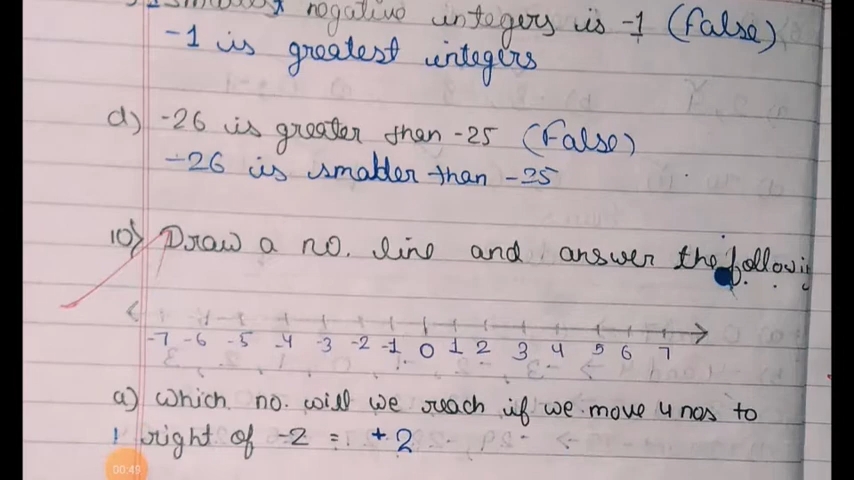 negative integers is -1 (False)
-1 is greatest integers
d) -26 is greater than -25 (False)
-26 is smaller than -25
10) Draw a no. line and answer the followi
-7 -6 -5 -4 -3 -2 -1 0 1 2 3 4 5 6 7
a) which no. will we reach if we move 4 nos to
right of -2 = +2
00:49